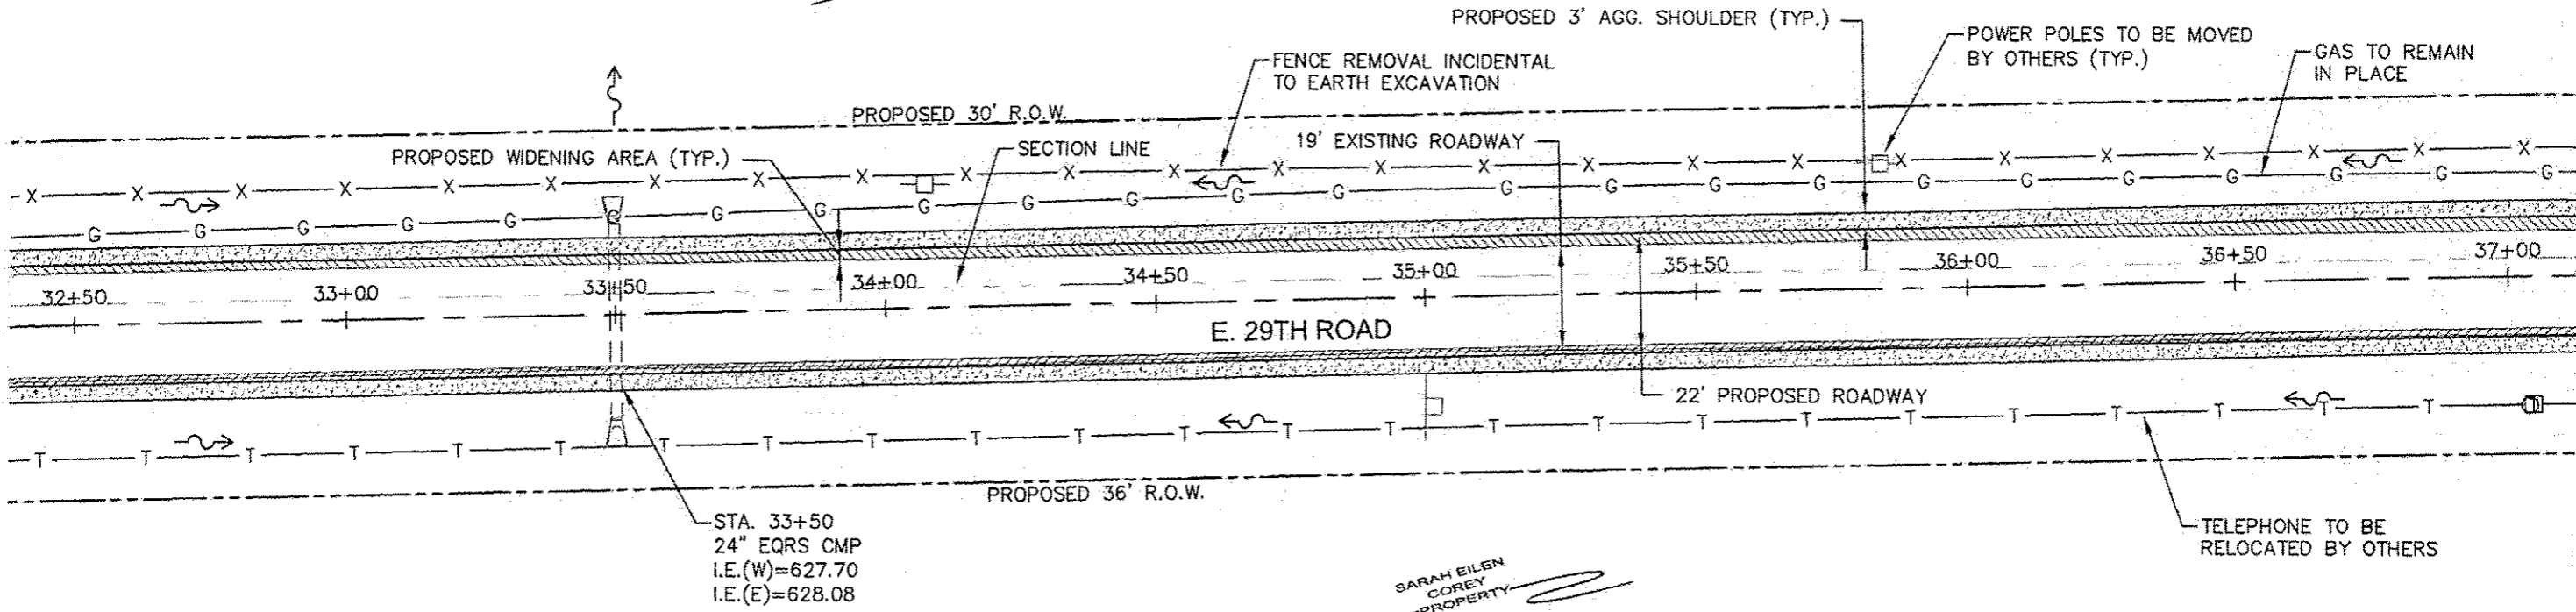 PROPOSED 3' AGG. SHOULDER (TYP.)
POWER POLES TO BE MOVED
BY OTHERS (TYP.)
GAS TO REMAIN
IN PLACE
FENCE REMOVAL INCIDENTAL
TO EARTH EXCAVATION
PROPOSED 30' R.O.W.
19' EXISTING ROADWAY
SECTION LINE
PROPOSED WIDENING AREA (TYP.)
X X X X X X X X X X X X X X X X X X X X X X X X X
G G G G G G G G G G G G G G G G G G G G G G G
32+50 33+00 33+50 34+00 34+50 35+00 35+50 36+00 36+50 37+00
E. 29TH ROAD
22' PROPOSED ROADWAY
T T T T T T T T T T T T T T T T T T T T T T T T
PROPOSED 36' R.O.W.
STA. 33+50
24" EQRS CMP
I.E.(W)=627.70
I.E.(E)=628.08
TELEPHONE TO BE
RELOCATED BY OTHERS
SARAH EILEN
COREY
PROPERTY